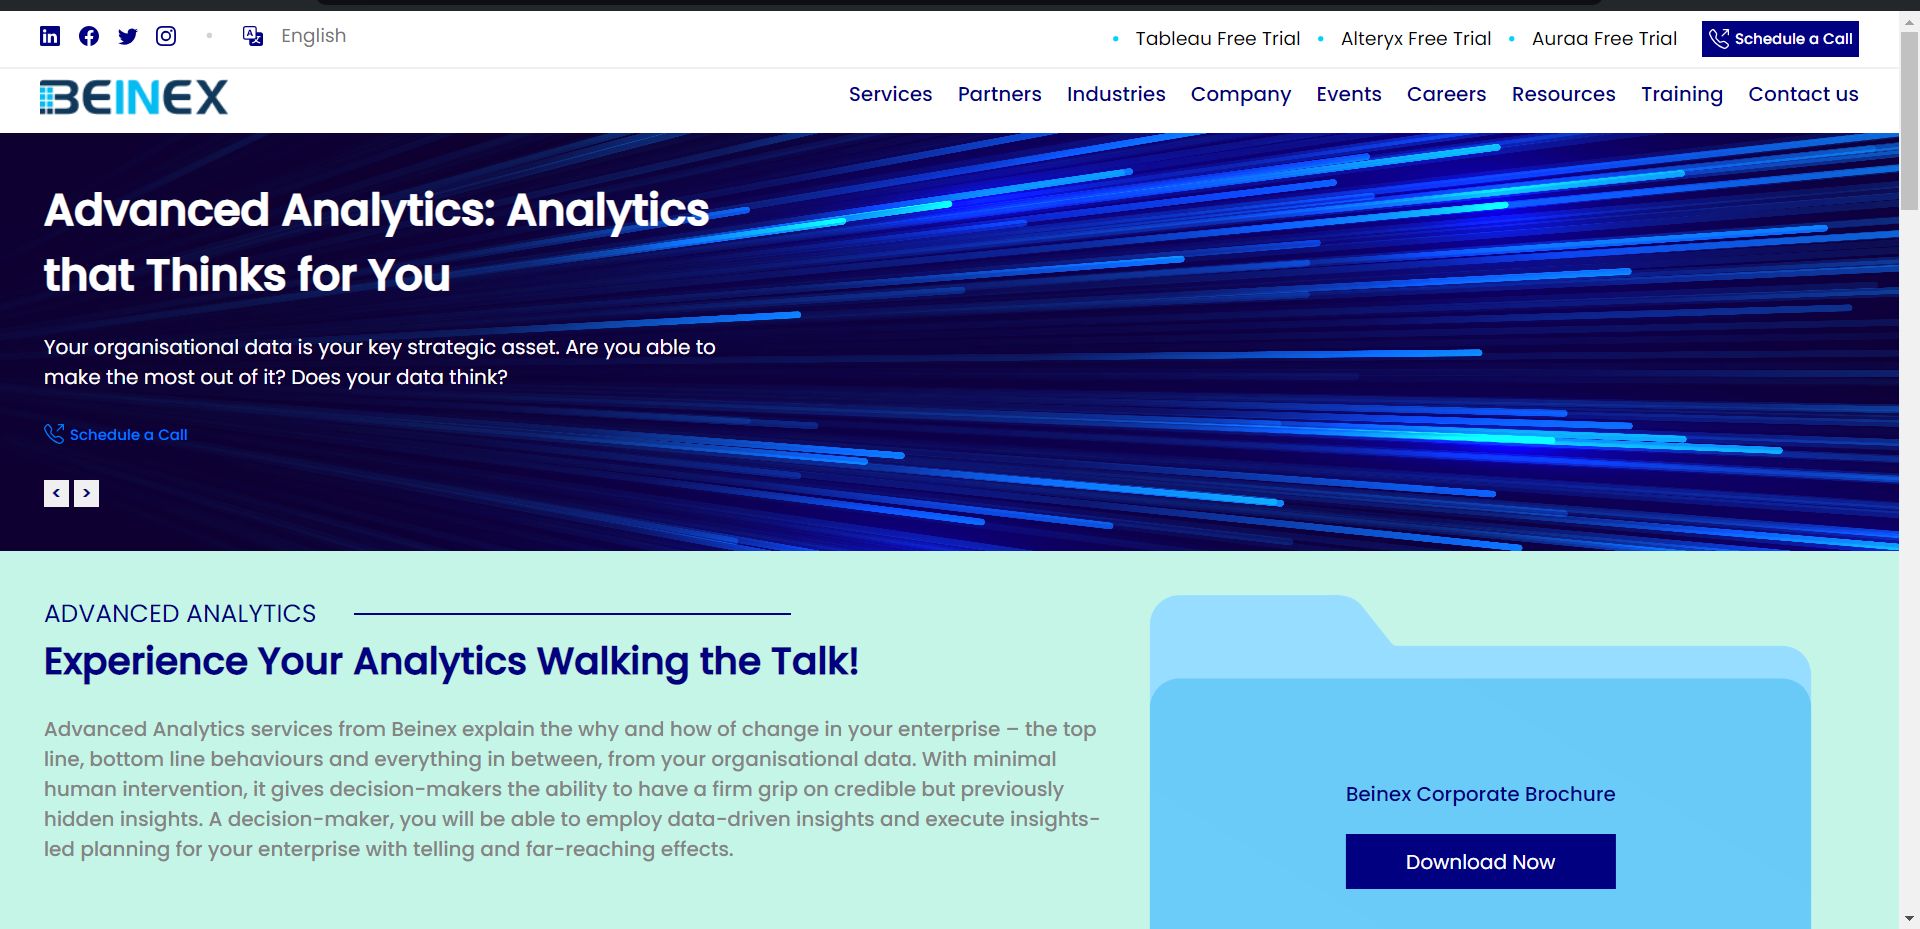 English
Tableau Free Trial
Alteryx Free Trial
Auraa Free Trial
Schedule a Call
BEINEX
Services Partners Industries Company Events Careers Resources Training Contact us
Advanced Analytics: Analytics
that Thinks for You
Your organisational data is your key strategic asset. Are you able to
make the most out of it? Does your data think?
Schedule a Call
< >
ADVANCED ANALYTICS
Experience Your Analytics Walking the Talk!
Advanced Analytics services from Beinex explain the why and how of change in your enterprise – the top
line, bottom line behaviours and everything in between, from your organisational data. With minimal
human intervention, it gives decision-makers the ability to have a firm grip on credible but previously
hidden insights. A decision-maker, you will be able to employ data-driven insights and execute insights-
led planning for your enterprise with telling and far-reaching effects.
Beinex Corporate Brochure
Download Now